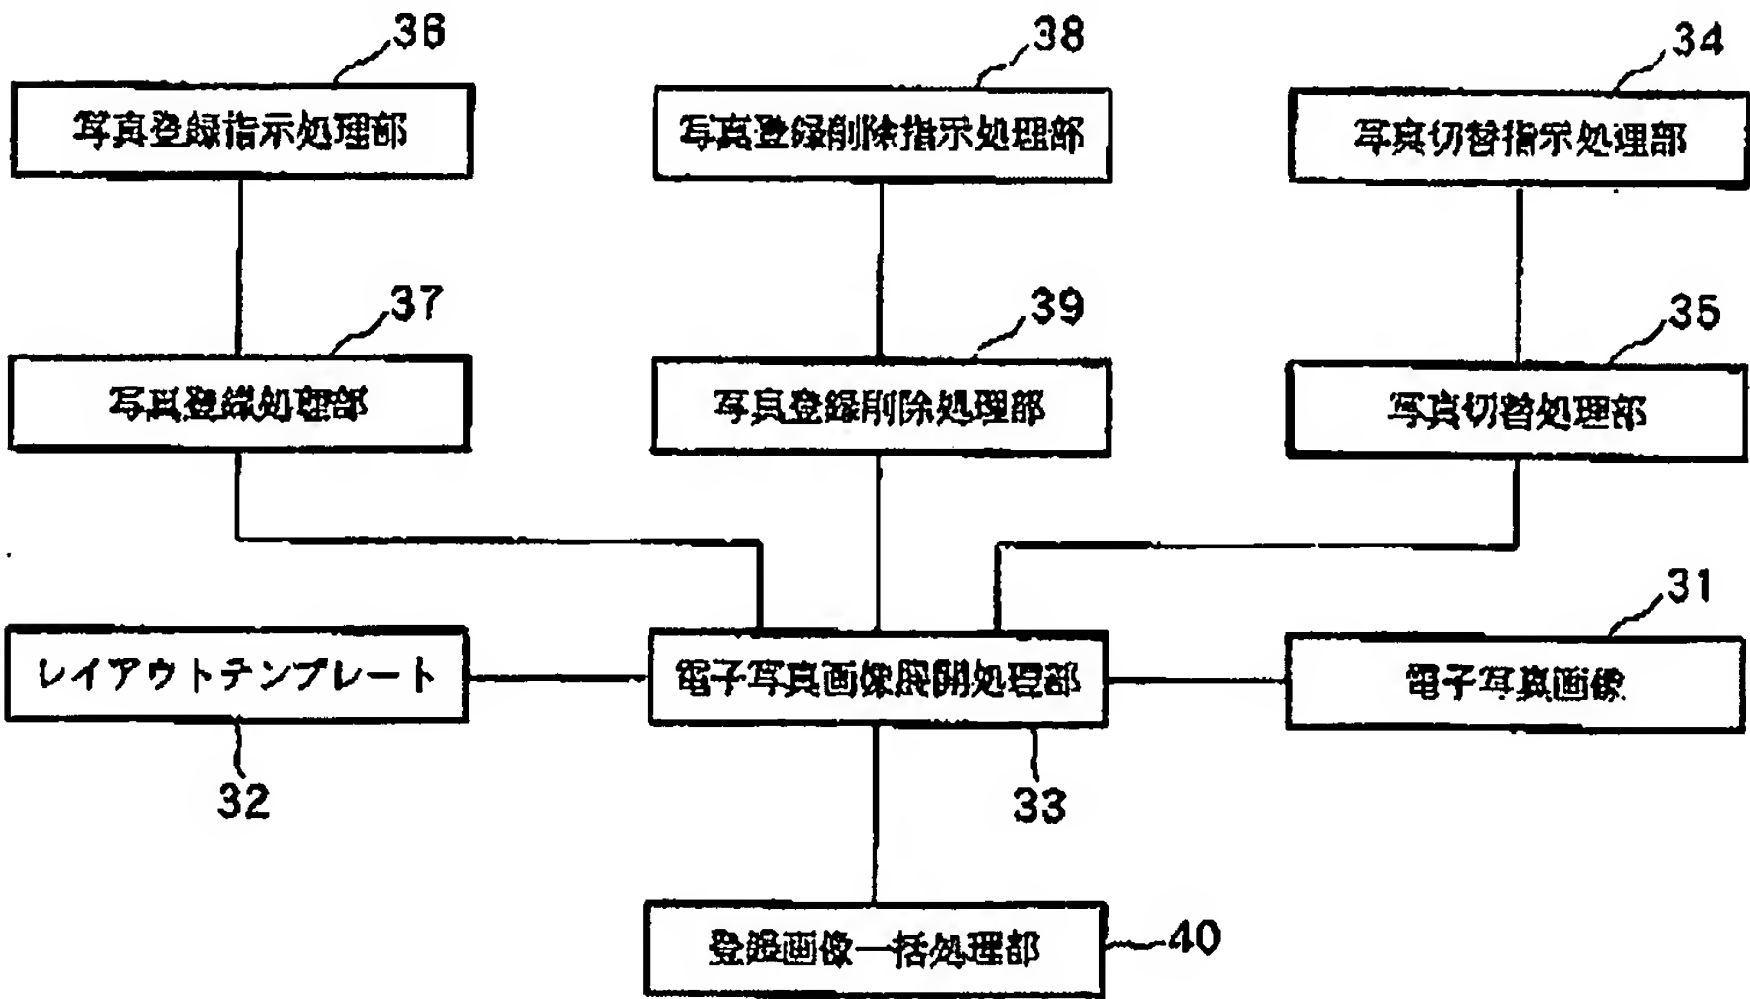 36
38
34
写真登録指示処理部
写真登録削除指示処理部
写真切替指示処理部
37
39
35
写真登録処理部
写真登録削除処理部
写真切替処理部
31
レイアウトテンプレート
電子写真画像展開処理部
電子写真画像
32
33
登録画像一括処理部
40